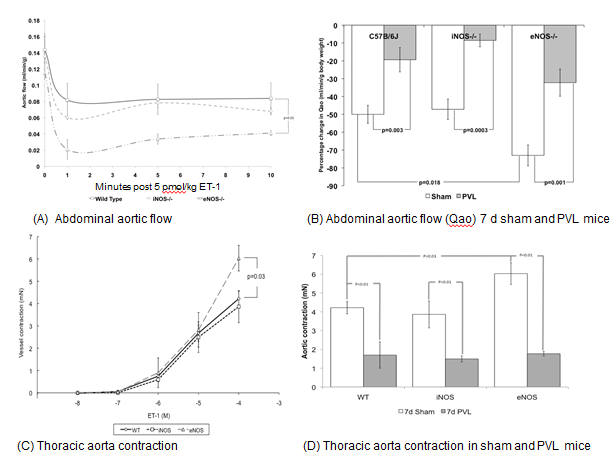 0.18
0.16
0.14
0.12
0.1
0.08
0.06
0.04
0.02
0
Aortic flow (ml/min/g)
0 1 2 3 4 5 6 7 8 9 10
Minutes post 5 pmol/kg ET-1
Wild Type iNOS-/- eNOS-/-
(A) Abdominal aortic flow
0
-10
-20
-30
-40
-50
-60
-70
-80
-90
Percentage change in Qao (ml/min/g body weight)
C57B/6J iNOS-/- eNOS-/-
p=0.003
p=0.0003
p=0.018
p=0.001
Sham PVL
(B) Abdominal aortic flow (Qao) 7 d sham and PVL mice
7
6
5
4
3
2
1
0
Vessel contraction (mN)
p=0.03
-9 -8 -7 -6 -5 -4 -3
ET-1 (M)
WT iNOS eNOS
(C) Thoracic aorta contraction
7
6
5
4
3
2
1
0
Aortic contraction (mN)
P<0.01
P<0.01
P<0.01
P<0.01
WT iNOS eNOS
7d Sham 7d PVL
(D) Thoracic aorta contraction in sham and PVL mice